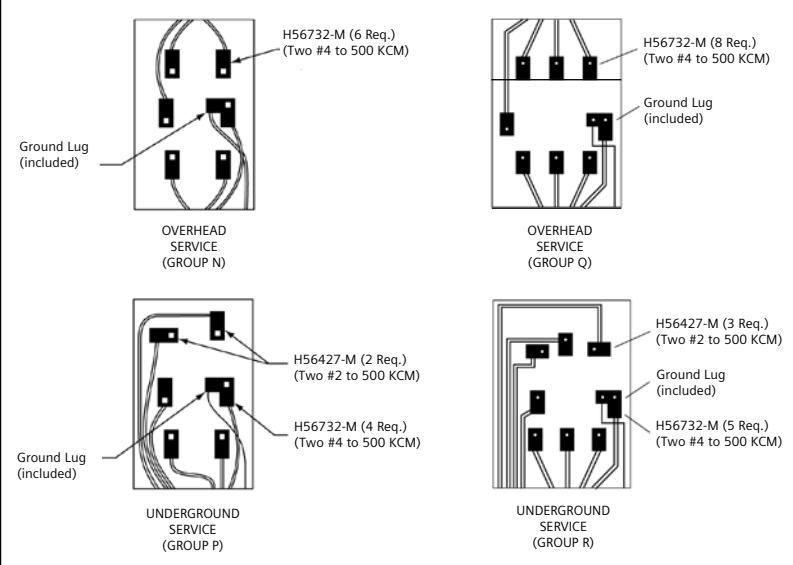 H56732-M (6 Req.)
(Two #4 to 500 KCM)
Ground Lug
(included)
OVERHEAD
SERVICE
(GROUP N)
H56732-M (8 Req.)
(Two #4 to 500 KCM)
Ground Lug
(included)
OVERHEAD
SERVICE
(GROUP Q)
H56427-M (2 Req.)
(Two #2 to 500 KCM)
H56732-M (4 Req.)
(Two #4 to 500 KCM)
Ground Lug
(included)
UNDERGROUND
SERVICE
(GROUP P)
H56427-M (3 Req.)
(Two #2 to 500 KCM)
Ground Lug
(included)
H56732-M (5 Req.)
(Two #4 to 500 KCM)
UNDERGROUND
SERVICE
(GROUP R)